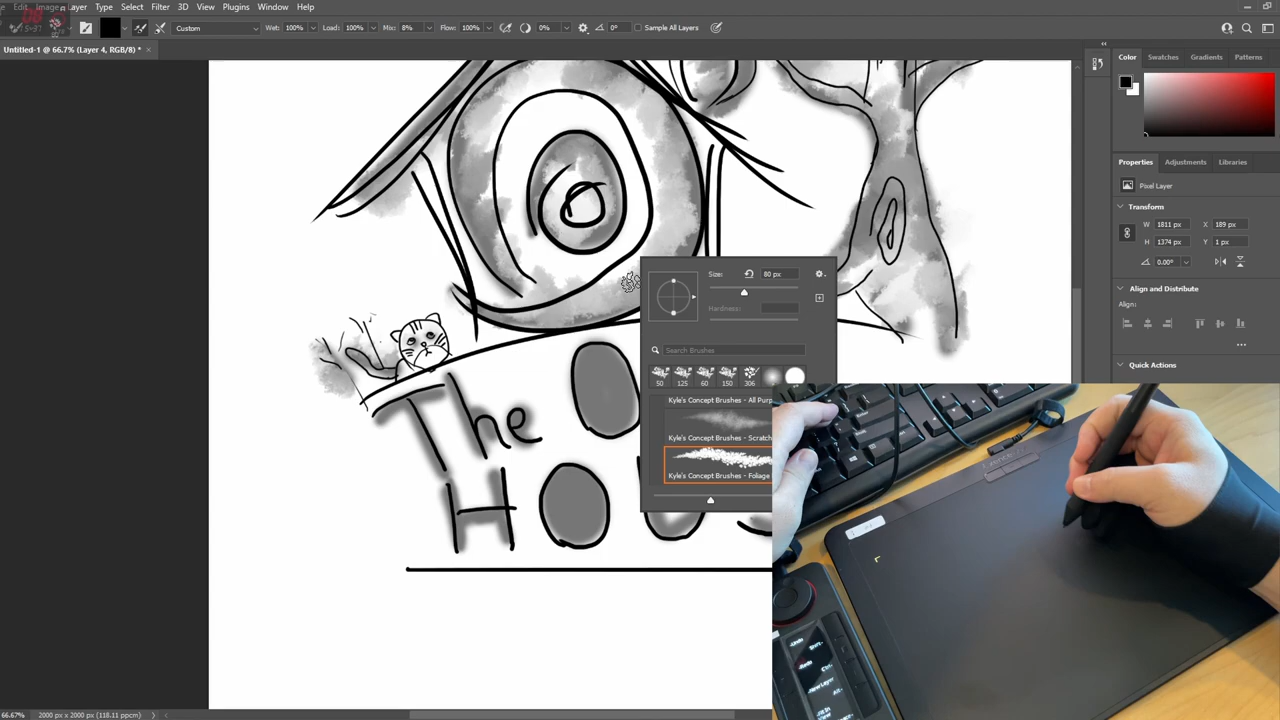 Edit Image Layer Type Select Filter 3D View Plugins Window Help
Custom Wet: 100% Load: 100% Mix: 8% Flow: 100% 0% 0° Sample All Layers
Untitled-1 @ 66.7% (Layer 4, RGB/8) * ×
Color Swatches Gradients Patterns
Properties Adjustments Libraries
Pixel Layer
Transform
W 1811 px X 189 px
H 1374 px Y 1 px
0.00°
Align and Distribute
Align:
Quick Actions
Size: 80 px
Hardness:
Search Brushes
50 125 60 150 306
Kyle's Concept Brushes - All Purp
Kyle's Concept Brushes - Scratch
Kyle's Concept Brushes - Foliage
The
HOUS
66.67% 2000 px x 2000 px (118.11 ppcm)